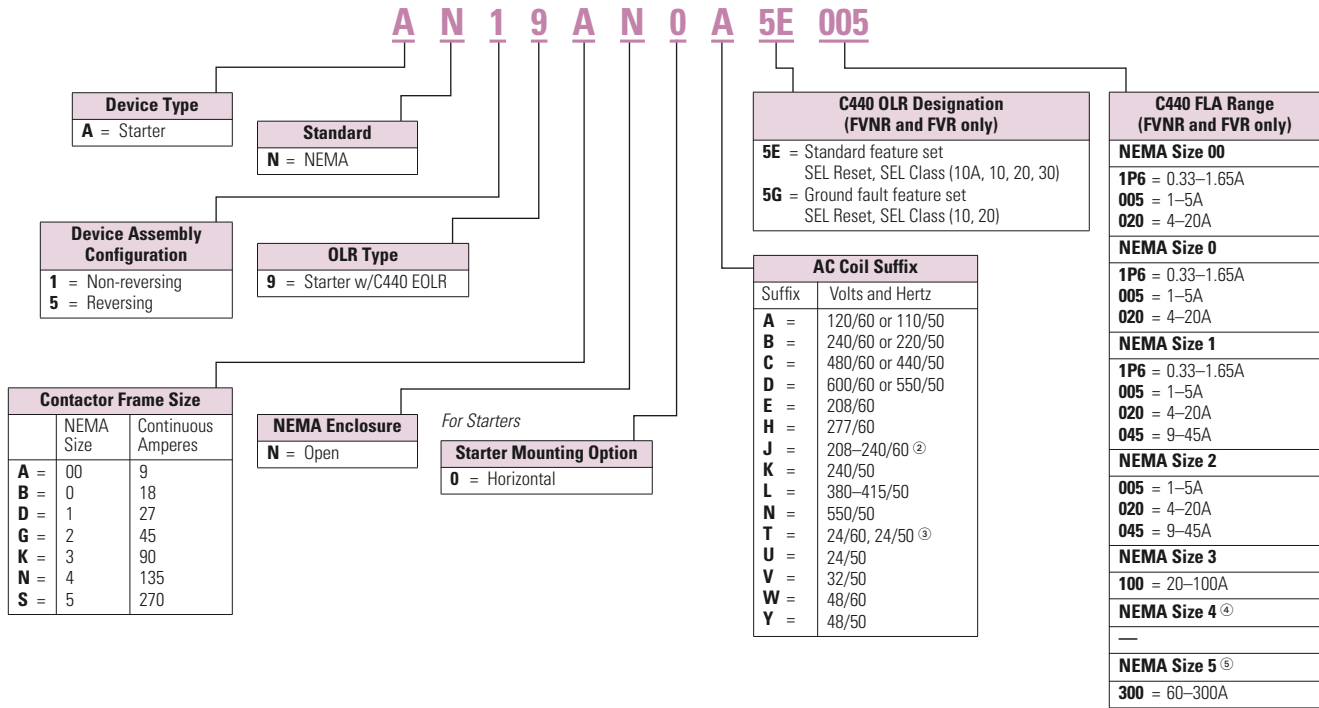 A N 1 9 A N 0 A 5E 005
Device Type
A = Starter
Standard
N = NEMA
Device Assembly
Configuration
1 = Non-reversing
5 = Reversing
OLR Type
9 = Starter w/C440 EOLR
Contactor Frame Size
NEMA Size Continuous Amperes
A = 00 9
B = 0 18
D = 1 27
G = 2 45
K = 3 90
N = 4 135
S = 5 270
NEMA Enclosure
N = Open
For Starters
Starter Mounting Option
0 = Horizontal
C440 OLR Designation
(FVNR and FVR only)
5E = Standard feature set
SEL Reset, SEL Class (10A, 10, 20, 30)
5G = Ground fault feature set
SEL Reset, SEL Class (10, 20)
AC Coil Suffix
Suffix Volts and Hertz
A = 120/60 or 110/50
B = 240/60 or 220/50
C = 480/60 or 440/50
D = 600/60 or 550/50
E = 208/60
H = 277/60
J = 208–240/60 ②
K = 240/50
L = 380–415/50
N = 550/50
T = 24/60, 24/50 ③
U = 24/50
V = 32/50
W = 48/60
Y = 48/50
C440 FLA Range
(FVNR and FVR only)
NEMA Size 00
1P6 = 0.33–1.65A
005 = 1–5A
020 = 4–20A
NEMA Size 0
1P6 = 0.33–1.65A
005 = 1–5A
020 = 4–20A
NEMA Size 1
1P6 = 0.33–1.65A
005 = 1–5A
020 = 4–20A
045 = 9–45A
NEMA Size 2
005 = 1–5A
020 = 4–20A
045 = 9–45A
NEMA Size 3
100 = 20–100A
NEMA Size 4 ④
—
NEMA Size 5 ⑤
300 = 60–300A